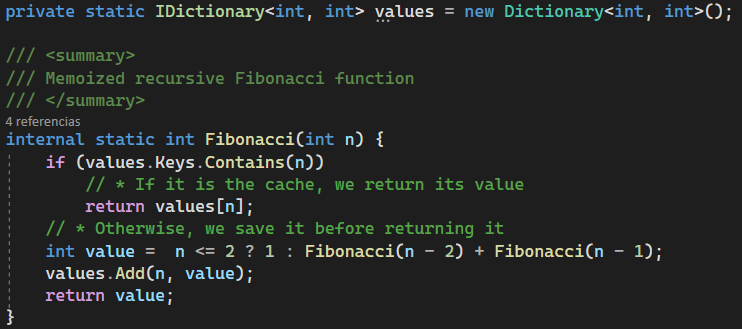 private static IDictionary<int, int> values = new Dictionary<int, int>();
/// <summary>
/// Memoized recursive Fibonacci function
/// </summary>
4 referencias
internal static int Fibonacci(int n) {
    if (values.Keys.Contains(n))
        // * If it is the cache, we return its value
        return values[n];
    // * Otherwise, we save it before returning it
    int value =  n <= 2 ? 1 : Fibonacci(n - 2) + Fibonacci(n - 1);
    values.Add(n, value);
    return value;
}